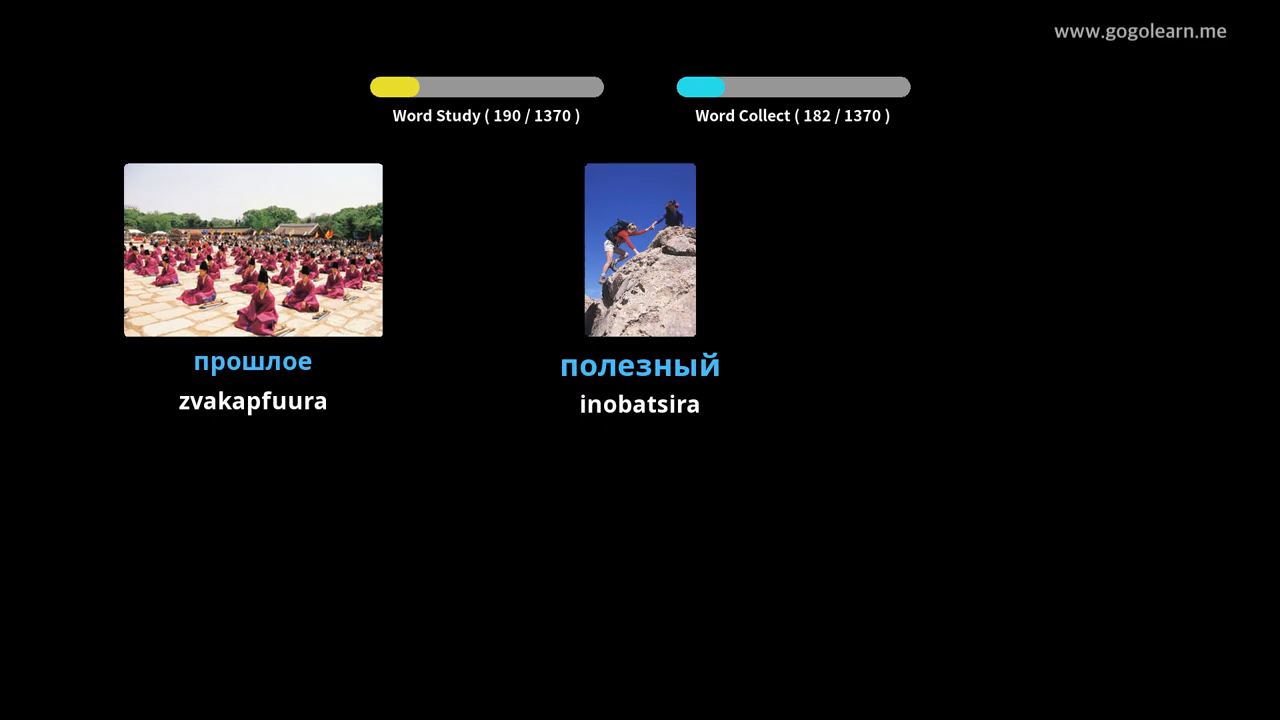 www.gogolearn.me
Word Study ( 190 / 1370 )
Word Collect ( 182 / 1370 )
прошлое
zvakapfuura
полезный
inobatsira